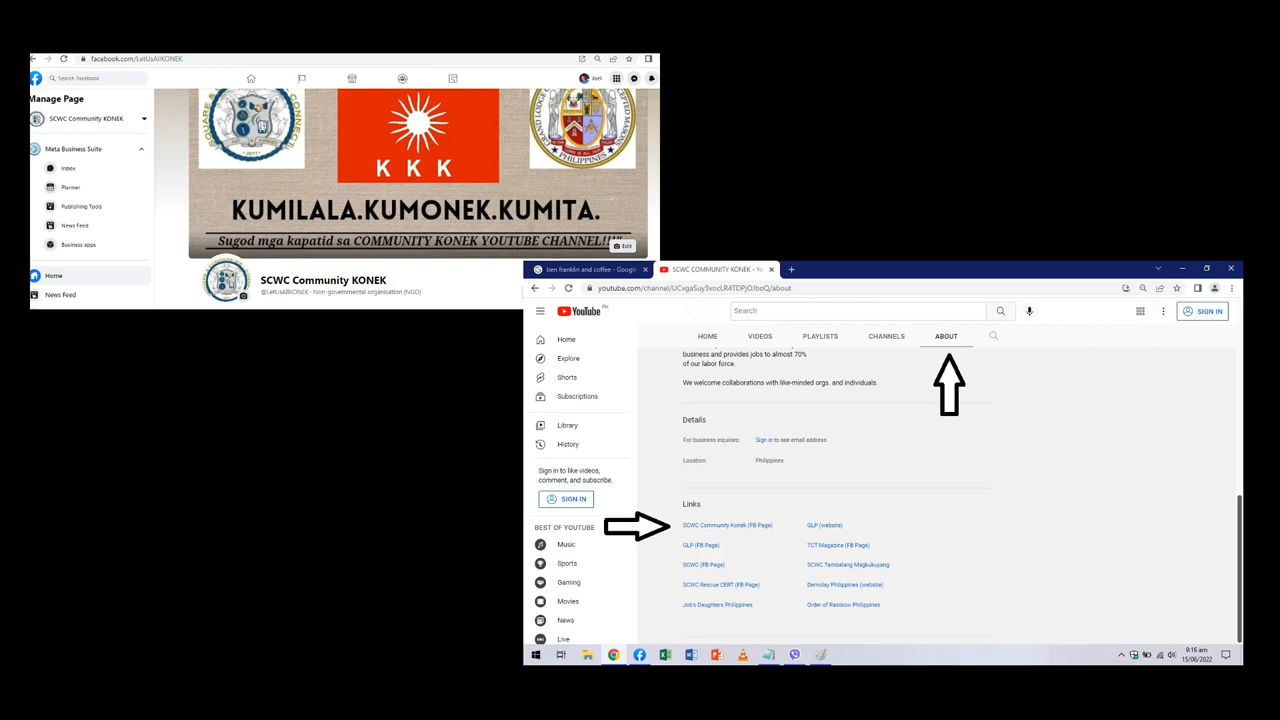 facebook.com/LetUsAllKONEK
Search Facebook
Joel
Manage Page
SCWC Community KONEK
Meta Business Suite
Inbox
Planner
Publishing Tools
News Feed
Business apps
Home
News Feed
SQUARE & CONNECT
GRAND LODGE ACCEPTED MASONS
PHILIPPINES
K K K
KUMILALA.KUMONEK.KUMITA.
Sugod mga kapatid sa COMMUNITY KONEK YOUTUBE CHANNEL!!!
Edit
SCWC Community KONEK
@LetUsAllKONEK · Non-governmental organisation (NGO)
ben franklin and coffee - Google
SCWC COMMUNITY KONEK - Yo
youtube.com/channel/UCvgaSuy3vocLR4TDPjOJboQ/about
YouTube PH
Search
SIGN IN
HOME
VIDEOS
PLAYLISTS
CHANNELS
ABOUT
Home
Explore
Shorts
Subscriptions
Library
History
Sign in to like videos,
comment, and subscribe.
SIGN IN
BEST OF YOUTUBE
Music
Sports
Gaming
Movies
News
Live
business and provides jobs to almost 70%
of our labor force.
We welcome collaborations with like-minded orgs. and individuals.
Details
For business inquiries: Sign in to see email address
Location: Philippines
Links
SCWC Community Konek (FB Page) GLP (website)
GLP (FB Page) TCT Magazine (FB Page)
SCWC (FB Page) SCWC Tambalang Magkukuyang
SCWC Rescue CERT (FB Page) Demolay Philippines (website)
Job's Daughters Philippines Order of Rainbow Philippines
9:16 am
15/06/2022